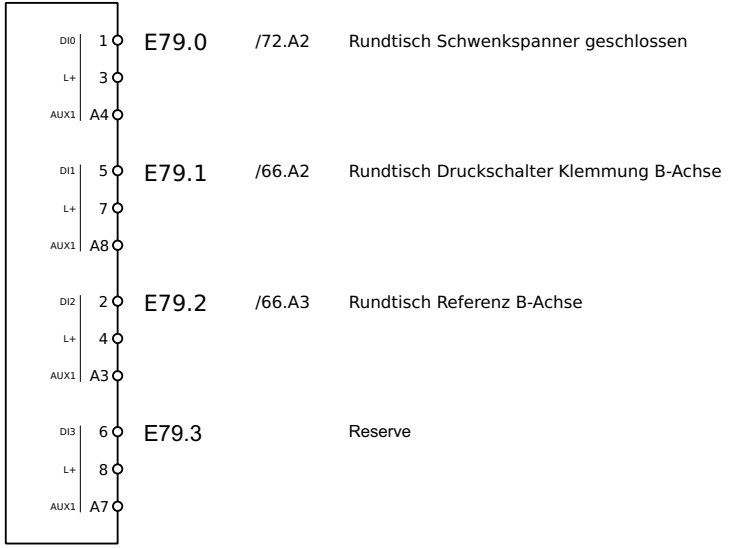 DI0 1 E79.0 /72.A2 Rundtisch Schwenkspanner geschlossen
L+ 3
AUX1 A4
DI1 5 E79.1 /66.A2 Rundtisch Druckschalter Klemmung B-Achse
L+ 7
AUX1 A8
DI2 2 E79.2 /66.A3 Rundtisch Referenz B-Achse
L+ 4
AUX1 A3
DI3 6 E79.3 Reserve
L+ 8
AUX1 A7